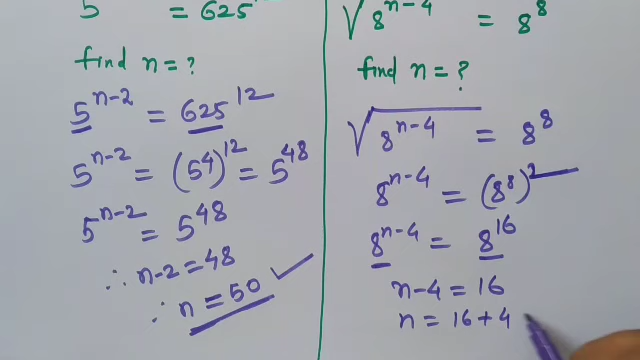 5 = 625
find n = ?
5^{n-2} = 625^{12}
5^{n-2} = (5^4)^{12} = 5^{48}
5^{n-2} = 5^{48}
∴ n-2 = 48
∴ n = 50 ✓
√8^{n-4} = 8^8
find n = ?
√8^{n-4} = 8^8
8^{n-4} = (8^8)^2
8^{n-4} = 8^{16}
n-4 = 16
n = 16+4